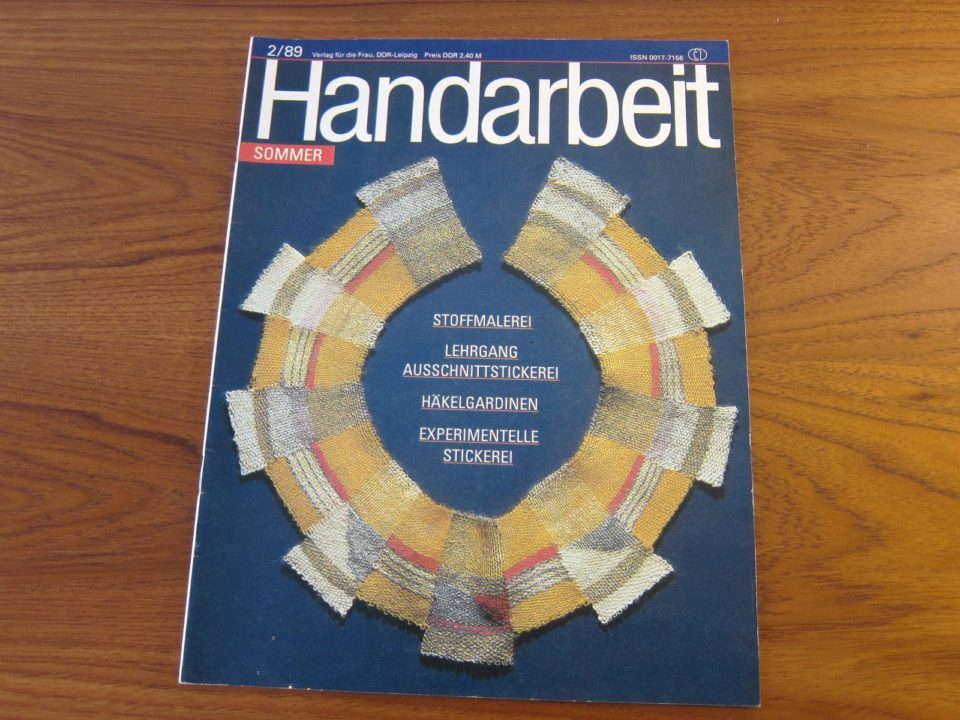 2/89 Verlag für die Frau, DDR-Leipzig Preis DDR 2,40 M ISSN 0017-7156
Handarbeit
SOMMER
STOFFMALEREI
LEHRGANG
AUSSCHNITTSTICKEREI
HÄKELGARDINEN
EXPERIMENTELLE
STICKEREI